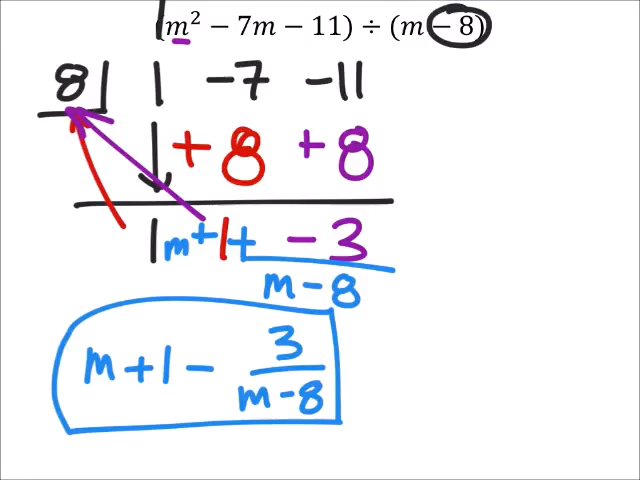 (m² − 7m − 11) ÷ (m − 8)
8 1 −7 −11
+ 8 + 8
1m + 1 + − 3
m − 8
m + 1 − 3
m − 8